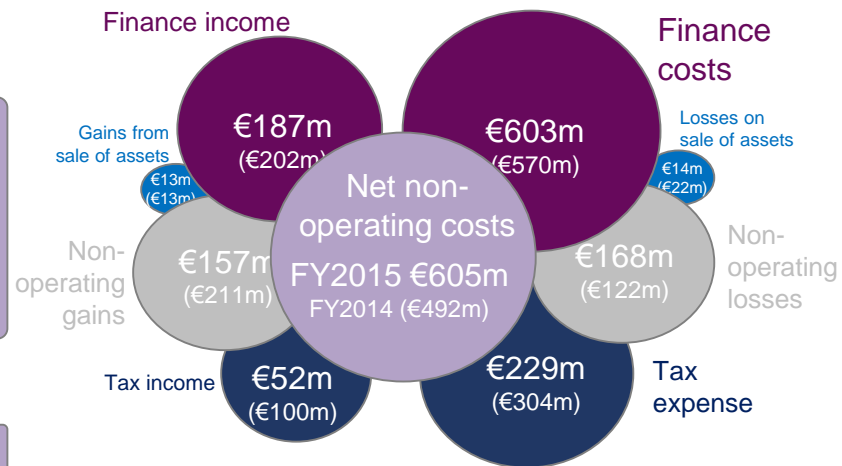 Finance income
Finance
costs
€187m
(€202m)
€603m
(€570m)
Gains from
sale of assets
€13m
(€13m)
Losses on
sale of assets
€14m
(€22m)
Net non-
operating costs
FY2015 €605m
FY2014 (€492m)
Non-
operating
gains
€157m
(€211m)
€168m
(€122m)
Non-
operating
losses
Tax income
€52m
(€100m)
€229m
(€304m)
Tax
expense